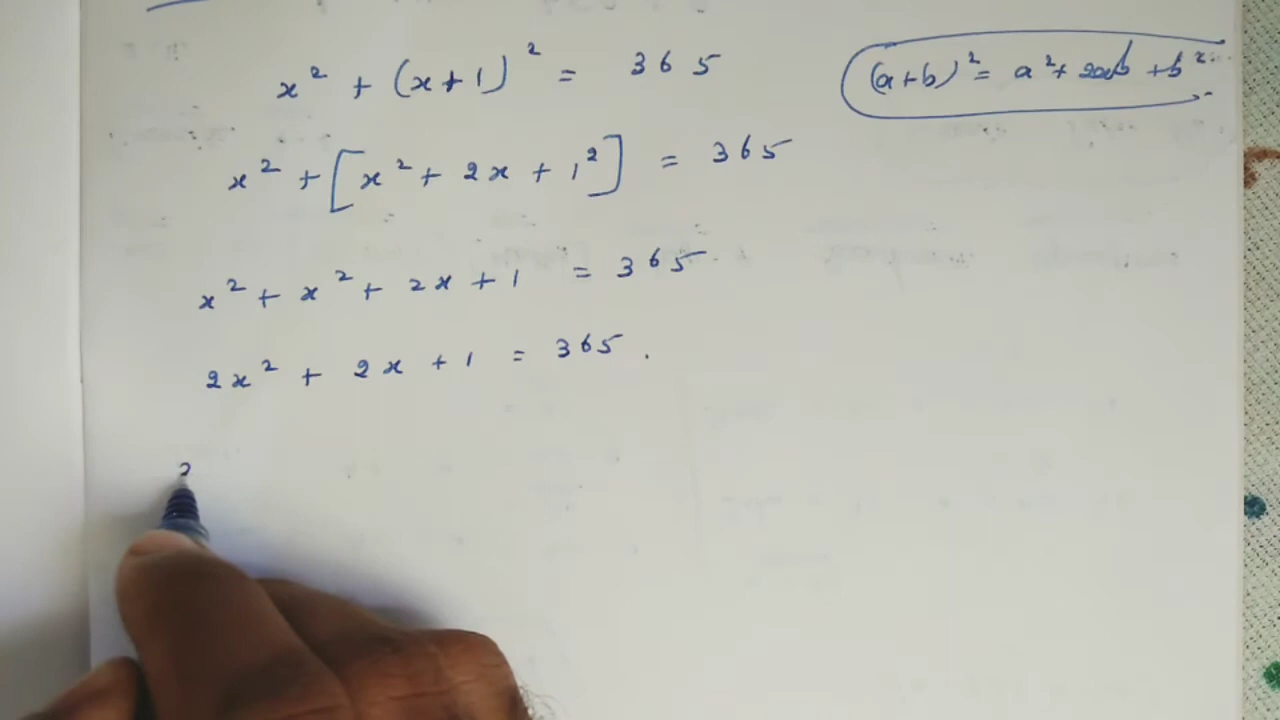 x² + (x+1)² = 365
(a+b)² = a² + 2ab + b²
x² + [x² + 2x + 1²] = 365
x² + x² + 2x + 1 = 365
2x² + 2x + 1 = 365.
2